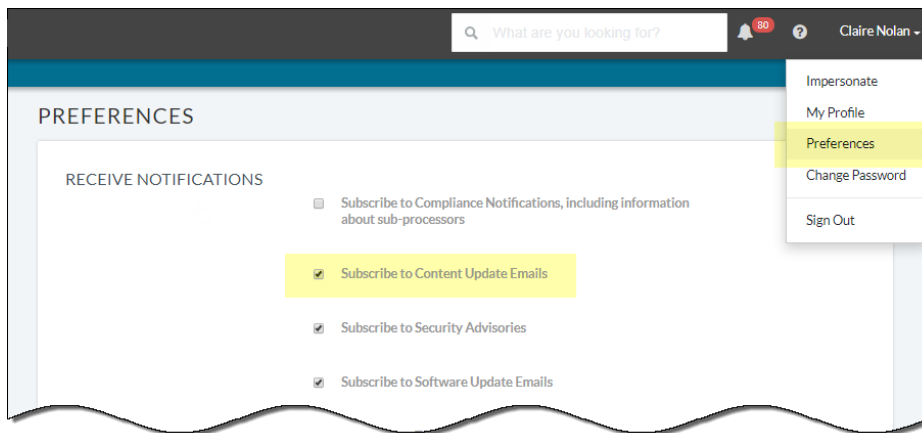 What are you looking for?
80
?
Claire Nolan
Impersonate
My Profile
Preferences
Change Password
Sign Out
PREFERENCES
RECEIVE NOTIFICATIONS
Subscribe to Compliance Notifications, including information
about sub-processors
Subscribe to Content Update Emails
Subscribe to Security Advisories
Subscribe to Software Update Emails